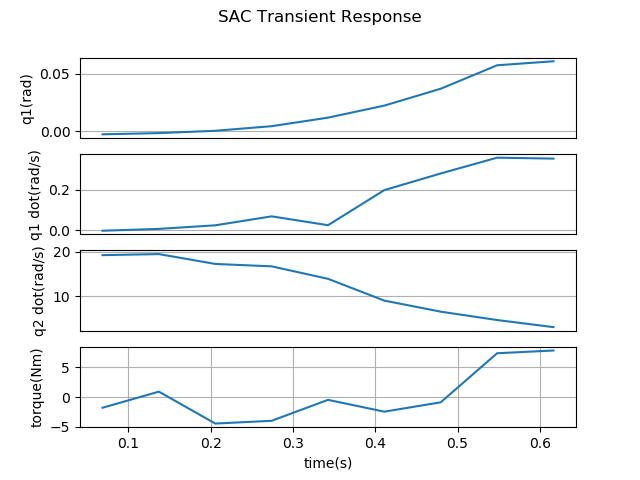 SAC Transient Response
q1(rad)
0.05
0.00
q1 dot(rad/s)
0.2
0.0
q2 dot(rad/s)
20
10
torque(Nm)
5
0
−5
0.1 0.2 0.3 0.4 0.5 0.6
time(s)